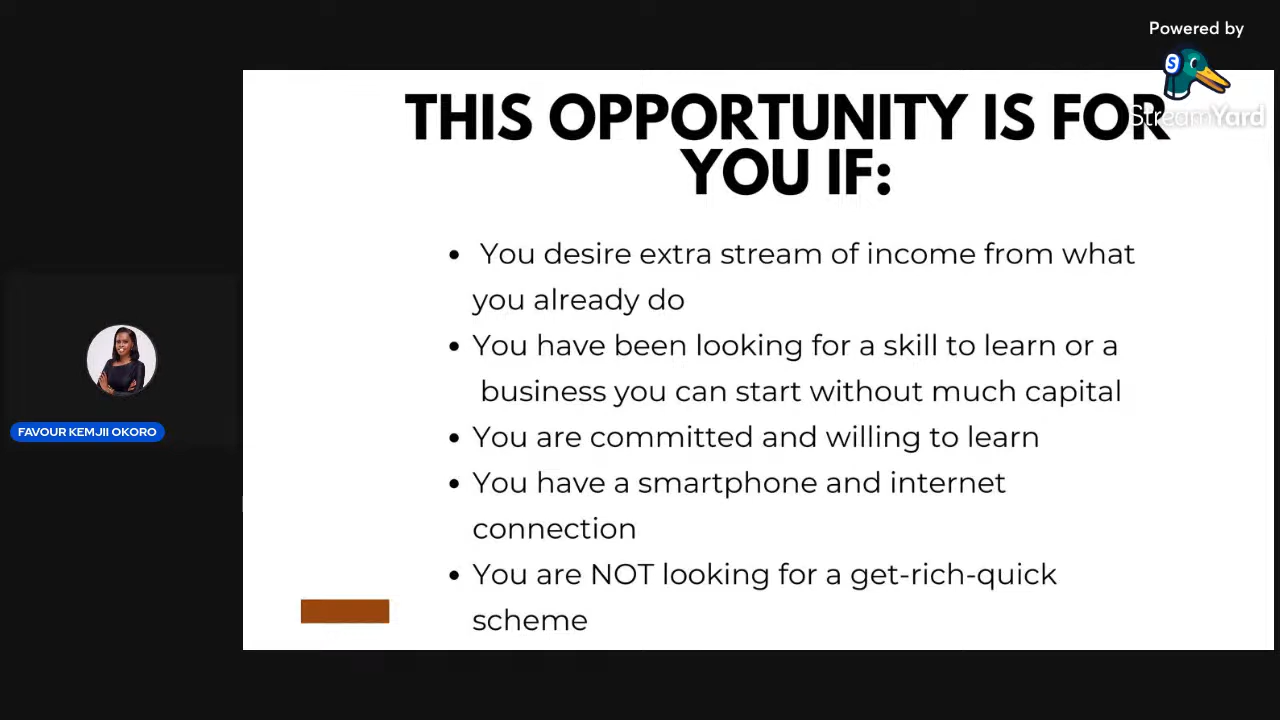 Powered by
S
StreamYard
THIS OPPORTUNITY IS FOR
YOU IF:
• You desire extra stream of income from what
you already do
• You have been looking for a skill to learn or a
business you can start without much capital
• You are committed and willing to learn
• You have a smartphone and internet
connection
• You are NOT looking for a get-rich-quick
scheme
FAVOUR KEMJII OKORO